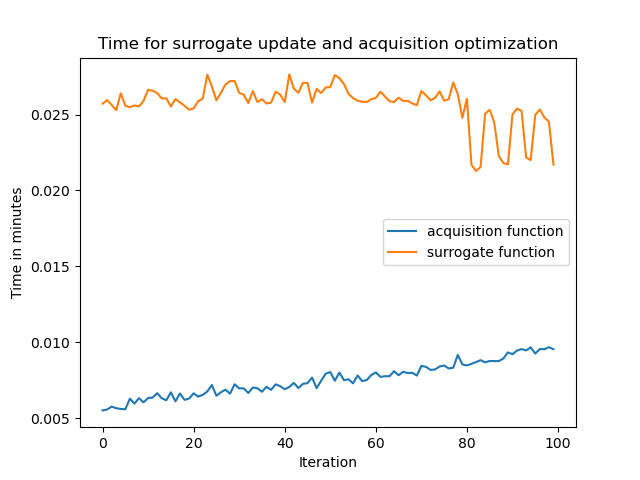 Time for surrogate update and acquisition optimization
Time in minutes
0.025
0.020
0.015
0.010
0.005
acquisition function
surrogate function
0 20 40 60 80 100
Iteration